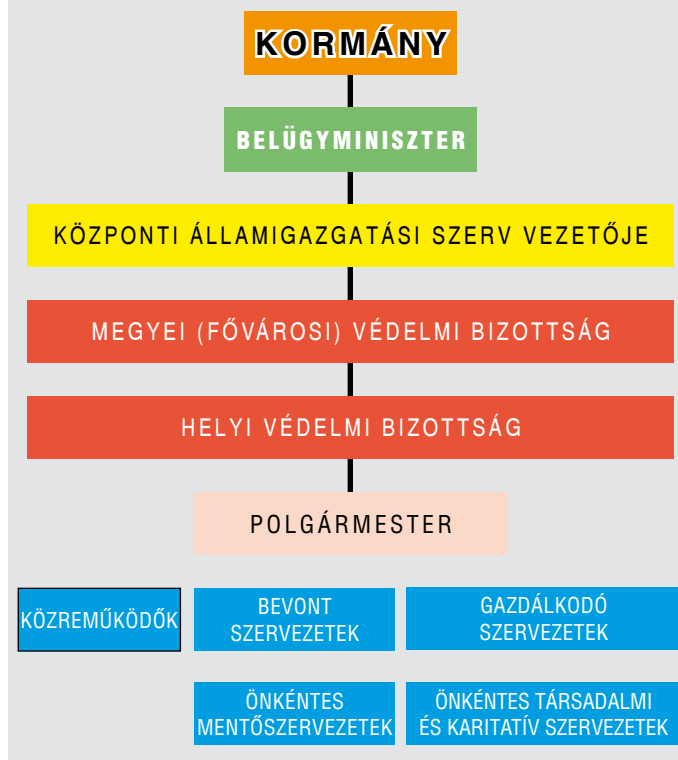 KORMÁNY
BELÜGYMINISZTER
KÖZPONTI ÁLLAMIGAZGATÁSI SZERV VEZETŐJE
MEGYEI (FŐVÁROSI) VÉDELMI BIZOTTSÁG
HELYI VÉDELMI BIZOTTSÁG
POLGÁRMESTER
KÖZREMŰKÖDŐK
BEVONT
SZERVEZETEK
GAZDÁLKODÓ
SZERVEZETEK
ÖNKÉNTES
MENTŐSZERVEZETEK
ÖNKÉNTES TÁRSADALMI
ÉS KARITATÍV SZERVEZETEK